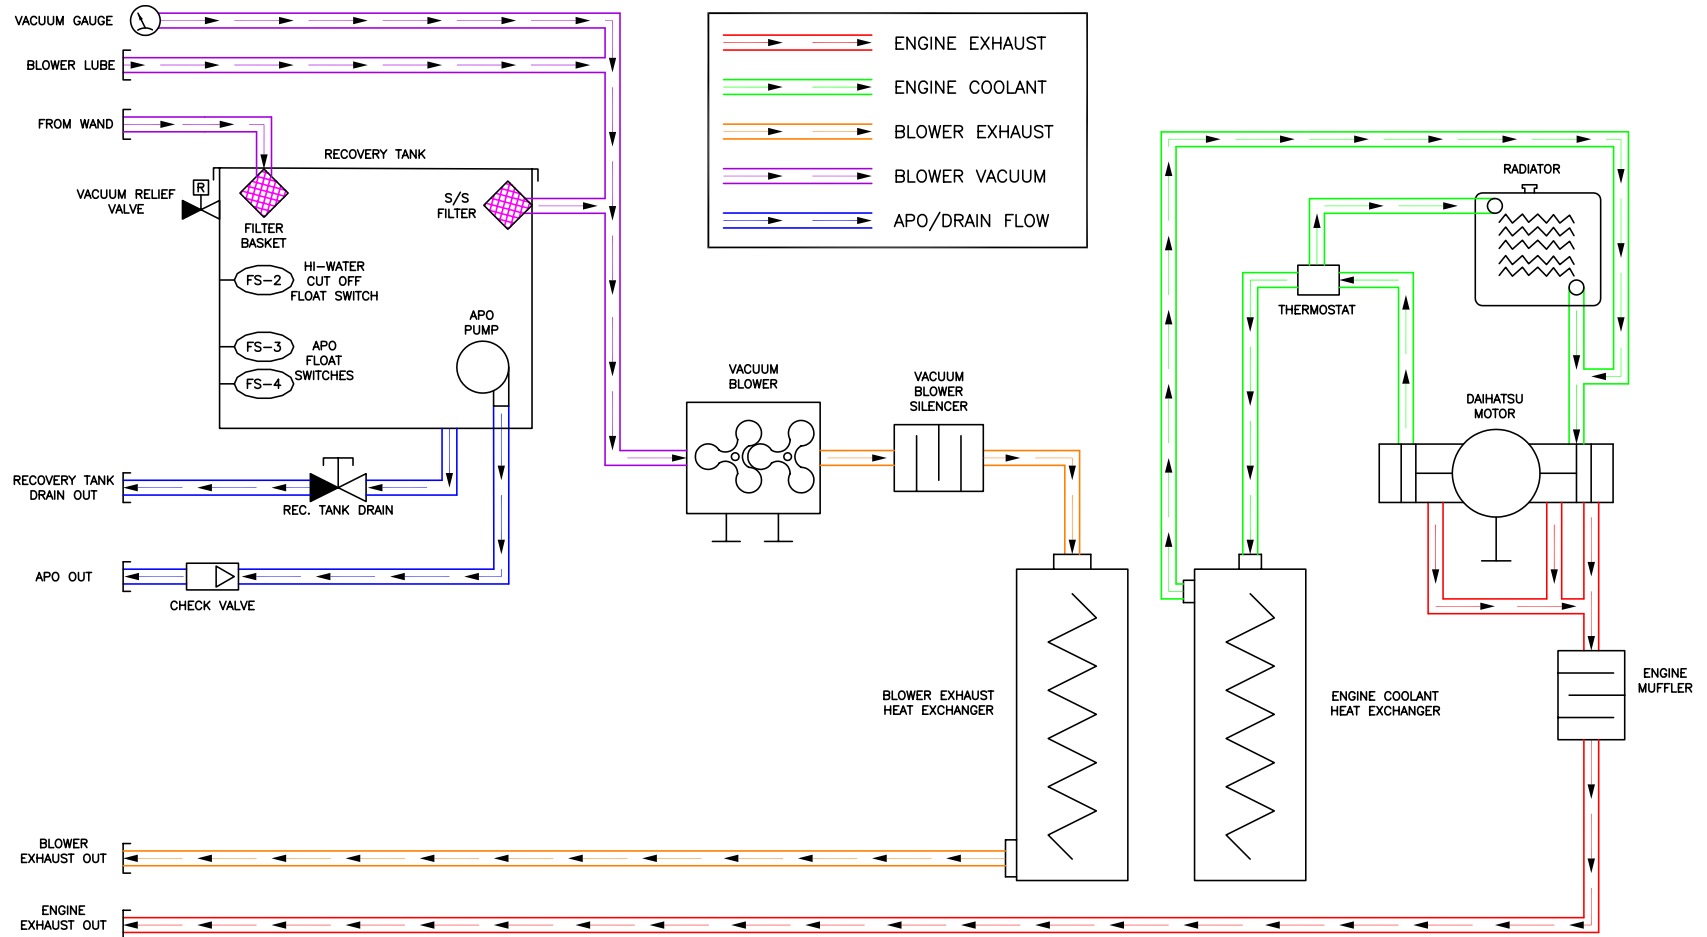 VACUUM GAUGE
BLOWER LUBE
FROM WAND
RECOVERY TANK
VACUUM RELIEF
VALVE
R
FILTER
BASKET
S/S
FILTER
FS-2
HI-WATER
CUT OFF
FLOAT SWITCH
FS-3
FS-4
APO
FLOAT
SWITCHES
APO
PUMP
RECOVERY TANK
DRAIN OUT
REC. TANK DRAIN
APO OUT
CHECK VALVE
ENGINE EXHAUST
ENGINE COOLANT
BLOWER EXHAUST
BLOWER VACUUM
APO/DRAIN FLOW
VACUUM
BLOWER
VACUUM
BLOWER
SILENCER
RADIATOR
THERMOSTAT
DAIHATSU
MOTOR
BLOWER EXHAUST
HEAT EXCHANGER
ENGINE COOLANT
HEAT EXCHANGER
ENGINE
MUFFLER
BLOWER
EXHAUST OUT
ENGINE
EXHAUST OUT